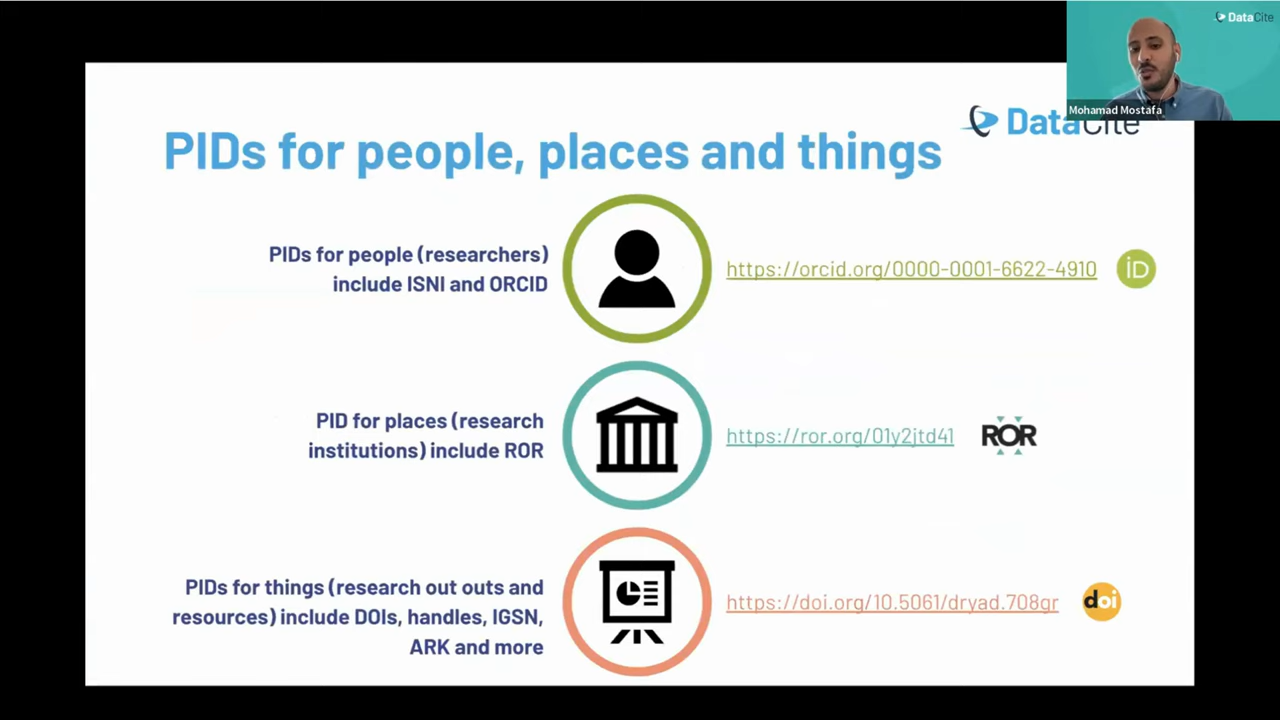 DataCite
Mohamad Mostafa
DataCite
PIDs for people, places and things
PIDs for people (researchers)
include ISNI and ORCID
https://orcid.org/0000-0001-6622-4910
iD
PID for places (research
institutions) include ROR
https://ror.org/01y2jtd41
ROR
PIDs for things (research out outs and
resources) include DOIs, handles, IGSN,
ARK and more
https://doi.org/10.5061/dryad.708gr
doi